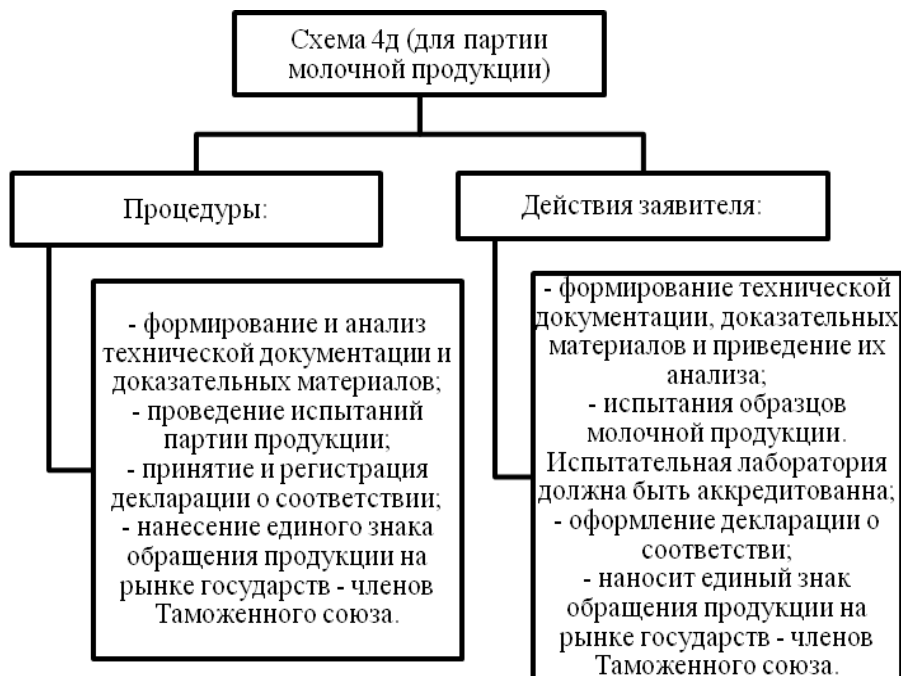 Схема 4д (для партии
молочной продукции)
Процедуры:
Действия заявителя:
- формирование и анализ
технической документации и
доказательных материалов;
- проведение испытаний
партии продукции;
- принятие и регистрация
декларации о соответствии;
- нанесение единого знака
обращения продукции на
рынке государств - членов
Таможенного союза.
- формирование технической
документации, доказательных
материалов и приведение их
анализа;
- испытания образцов
молочной продукции.
Испытательная лаборатория
должна быть аккредитованна;
- оформление декларации о
соответстви;
- наносит единый знак
обращения продукции на
рынке государств - членов
Таможенного союза.